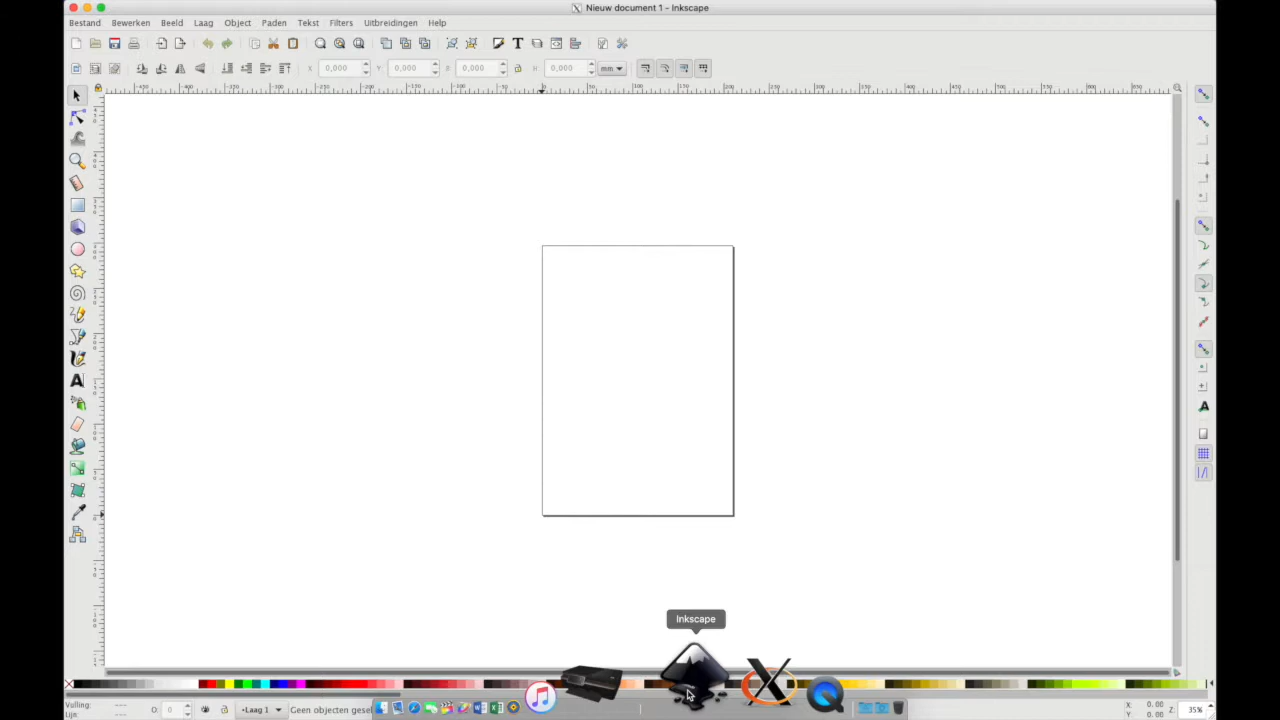 Nieuw document 1 - Inkscape
Bestand Bewerken Beeld Laag Object Paden Tekst Filters Uitbreidingen Help
X 0,000 Y 0,000 0,000 H: 0,000 mm
Inkscape
Vulling:
Lijn:
O: 0
Laag 1
Geen objecten gesel
X: 0.00
Y: 0.00
Z: 35%